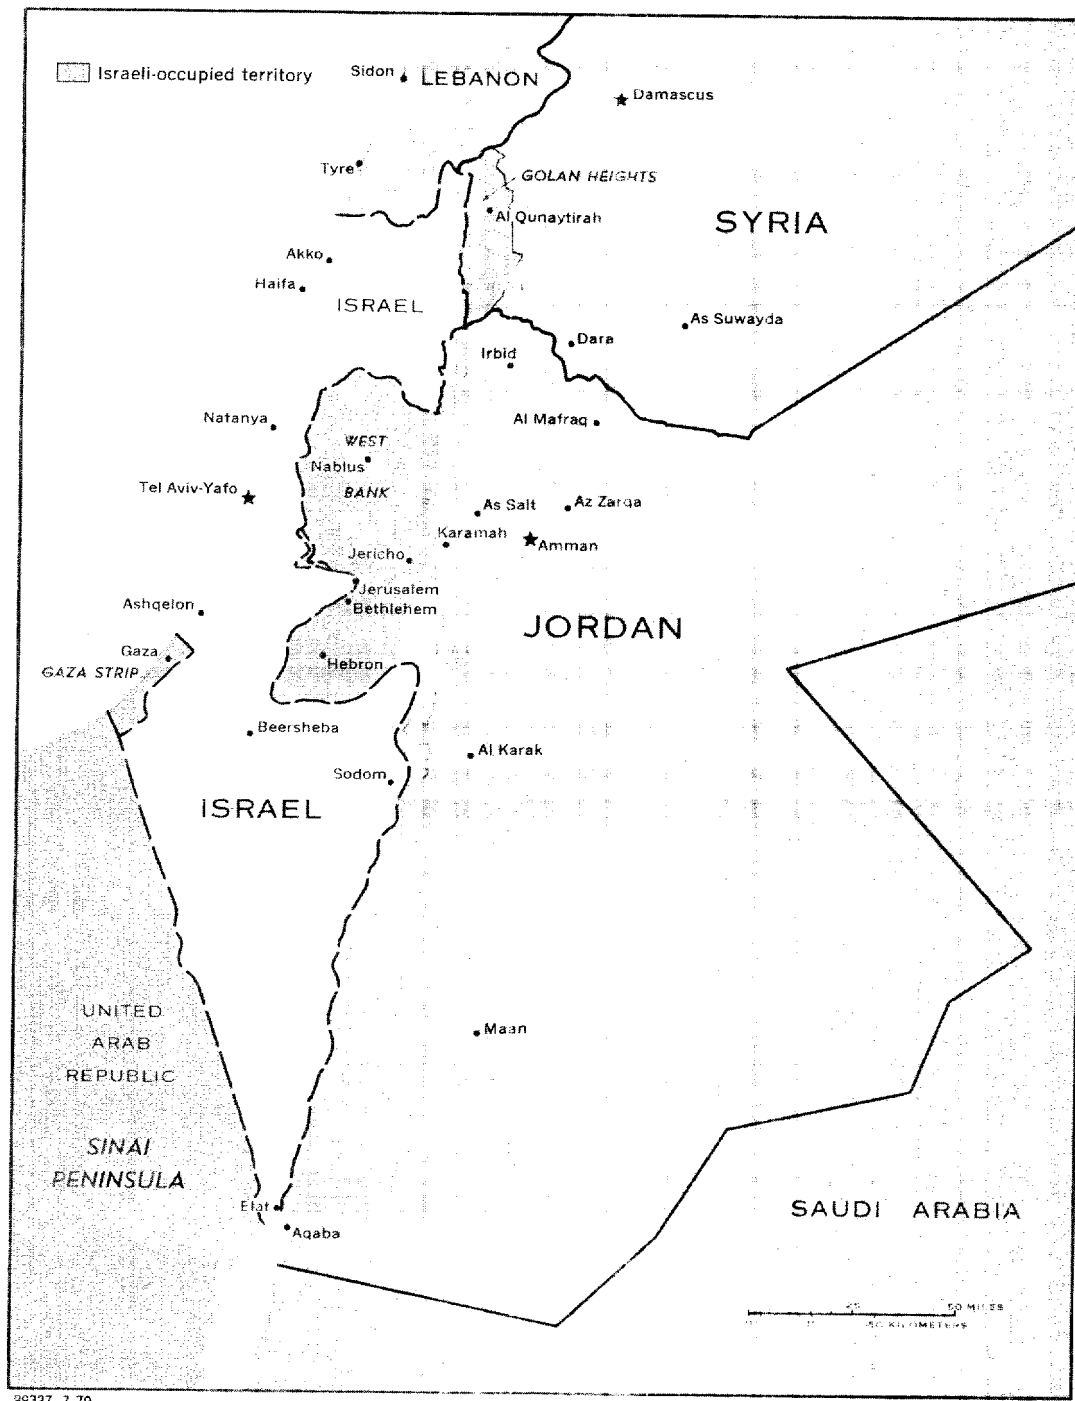 Israeli-occupied territory
Sidon
LEBANON
Damascus
Tyre
GOLAN HEIGHTS
Al Qunaytirah
SYRIA
Akko
Haifa
ISRAEL
As Suwayda
Dara
Irbid
Natanya
Al Mafraq
WEST
Nablus
BANK
Tel Aviv-Yafo
As Salt
Az Zarqa
Karamah
Amman
Jericho
Jerusalem
Bethlehem
Ashqelon
JORDAN
Gaza
GAZA STRIP
Hebron
Beersheba
Al Karak
Sodom
ISRAEL
UNITED
ARAB
REPUBLIC
Maan
SINAI
PENINSULA
Elat
Aqaba
SAUDI ARABIA
25 50 MILES
50 KILOMETERS